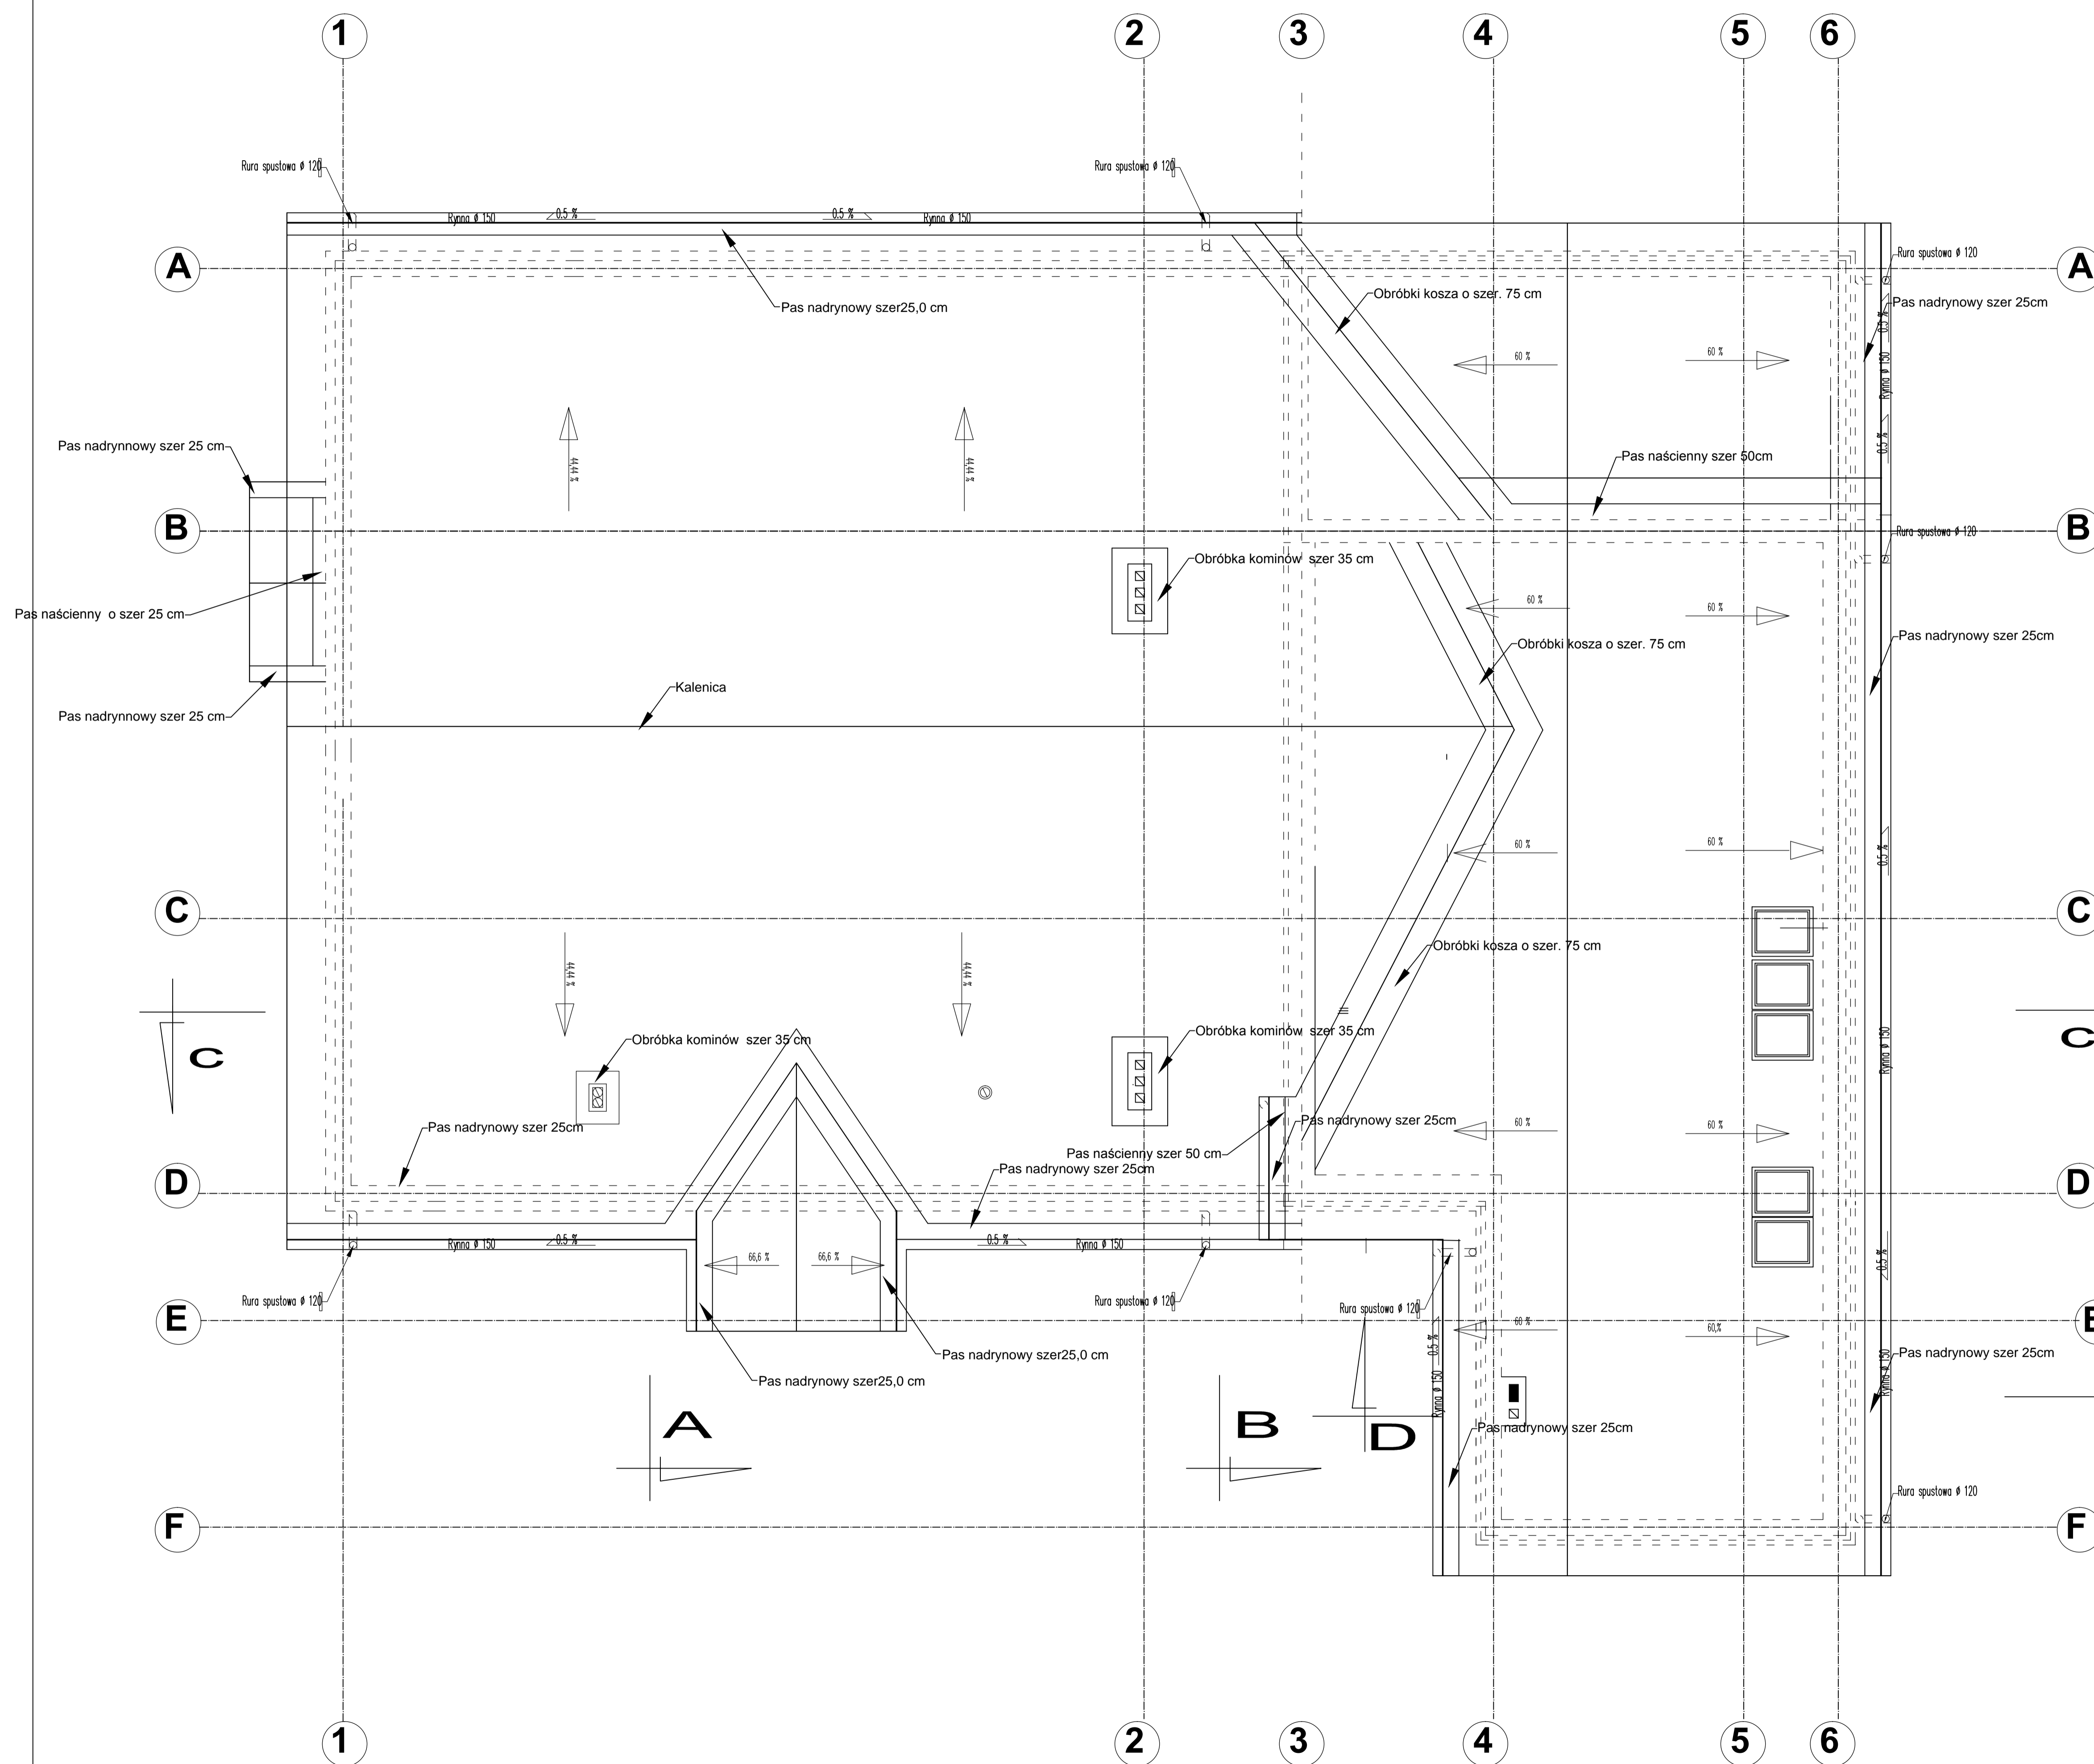 1 2 3 4 5 6
Rura spustowa ø 120
Rura spustowa ø 120
Rynna ø 150
0.5 %
0.5 %
Rynna ø 150
A
A
Rura spustowa ø 120
Pas nadrynowy szer 25cm
Obróbki kosza o szer. 75 cm
Pas nadrynowy szer25,0 cm
0.5 %
60 %
60 %
Rynna ø 150
0.5 %
Pas nadrynnowy szer 25 cm
44,44 %
44,44 %
Pas naścienny szer 50cm
B
B
Rura spustowa ø 120
Obróbka kominów szer 35 cm
60 %
60 %
Pas naścienny o szer 25 cm
Pas nadrynowy szer 25cm
Obróbki kosza o szer. 75 cm
Kalenica
Pas nadrynnowy szer 25 cm
60 %
60 %
0.5 %
C
C
Obróbki kosza o szer. 75 cm
44,44 %
44,44 %
C
C
Obróbka kominów szer 35 cm
Obróbka kominów szer 35 cm
Rynna ø 150
Pas nadrynowy szer 25cm
Pas nadrynowy szer 25cm
60 %
60 %
Pas naścienny szer 50 cm
Pas nadrynowy szer 25cm
D
D
Rynna ø 150
0.5 %
0.5 %
Rynna ø 150
66,6 %
66,6 %
0.5 %
Rura spustowa ø 120
Rura spustowa ø 120
Rura spustowa ø 120
E
60 %
60,%
E
0.5 %
Pas nadrynowy szer25,0 cm
Pas nadrynowy szer 25cm
Rynna ø 150
Pas nadrynowy szer25,0 cm
Rynna ø 150
A
B
D
Pas nadrynowy szer 25cm
Rura spustowa ø 120
F
F
1 2 3 4 5 6